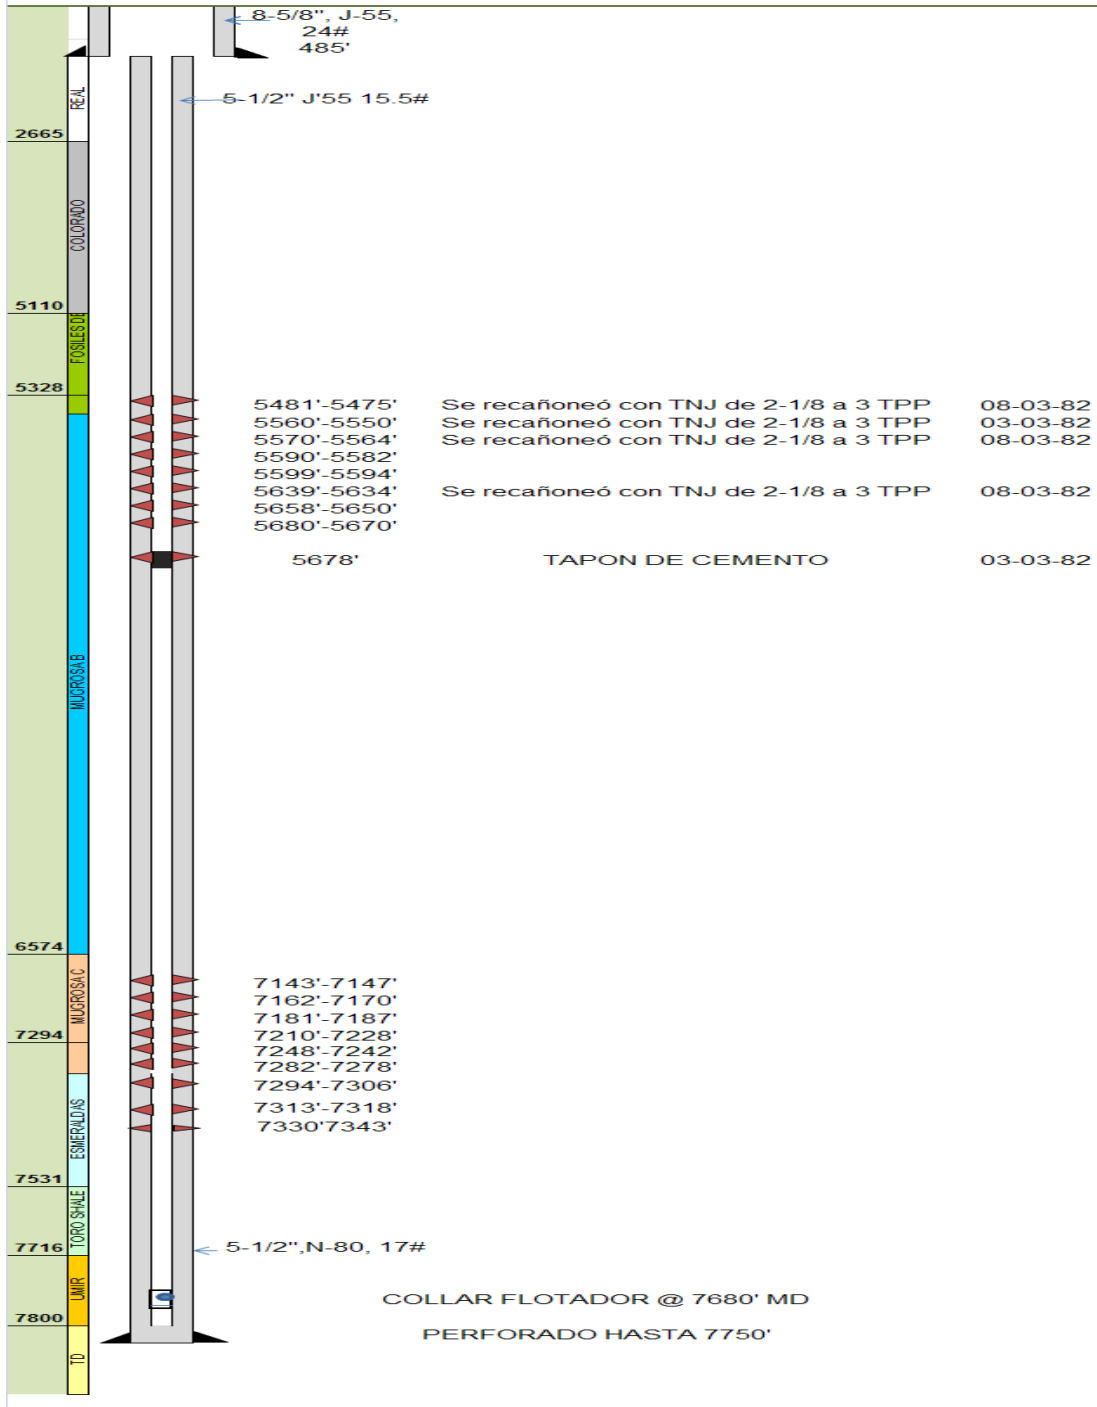 8-5/8", J-55,
24#
485'
REAL
5-1/2" J'55 15.5#
2665
COLORADO
5110
FOSILES DE
5328
5481'-5475' Se recañoneó con TNJ de 2-1/8 a 3 TPP 08-03-82
5560'-5550' Se recañoneó con TNJ de 2-1/8 a 3 TPP 03-03-82
5570'-5564' Se recañoneó con TNJ de 2-1/8 a 3 TPP 08-03-82
5590'-5582'
5599'-5594'
5639'-5634' Se recañoneó con TNJ de 2-1/8 a 3 TPP 08-03-82
5658'-5650'
5680'-5670'
5678' TAPON DE CEMENTO 03-03-82
MUGROSA B
6574
MUGROSA C
7143'-7147'
7162'-7170'
7181'-7187'
7210'-7228'
7294
7248'-7242'
7282'-7278'
7294'-7306'
7313'-7318'
7330'7343'
ESMERALDAS
7531
TORO SHALE
7716
5-1/2",N-80, 17#
UMIR
COLLAR FLOTADOR @ 7680' MD
7800
PERFORADO HASTA 7750'
TD